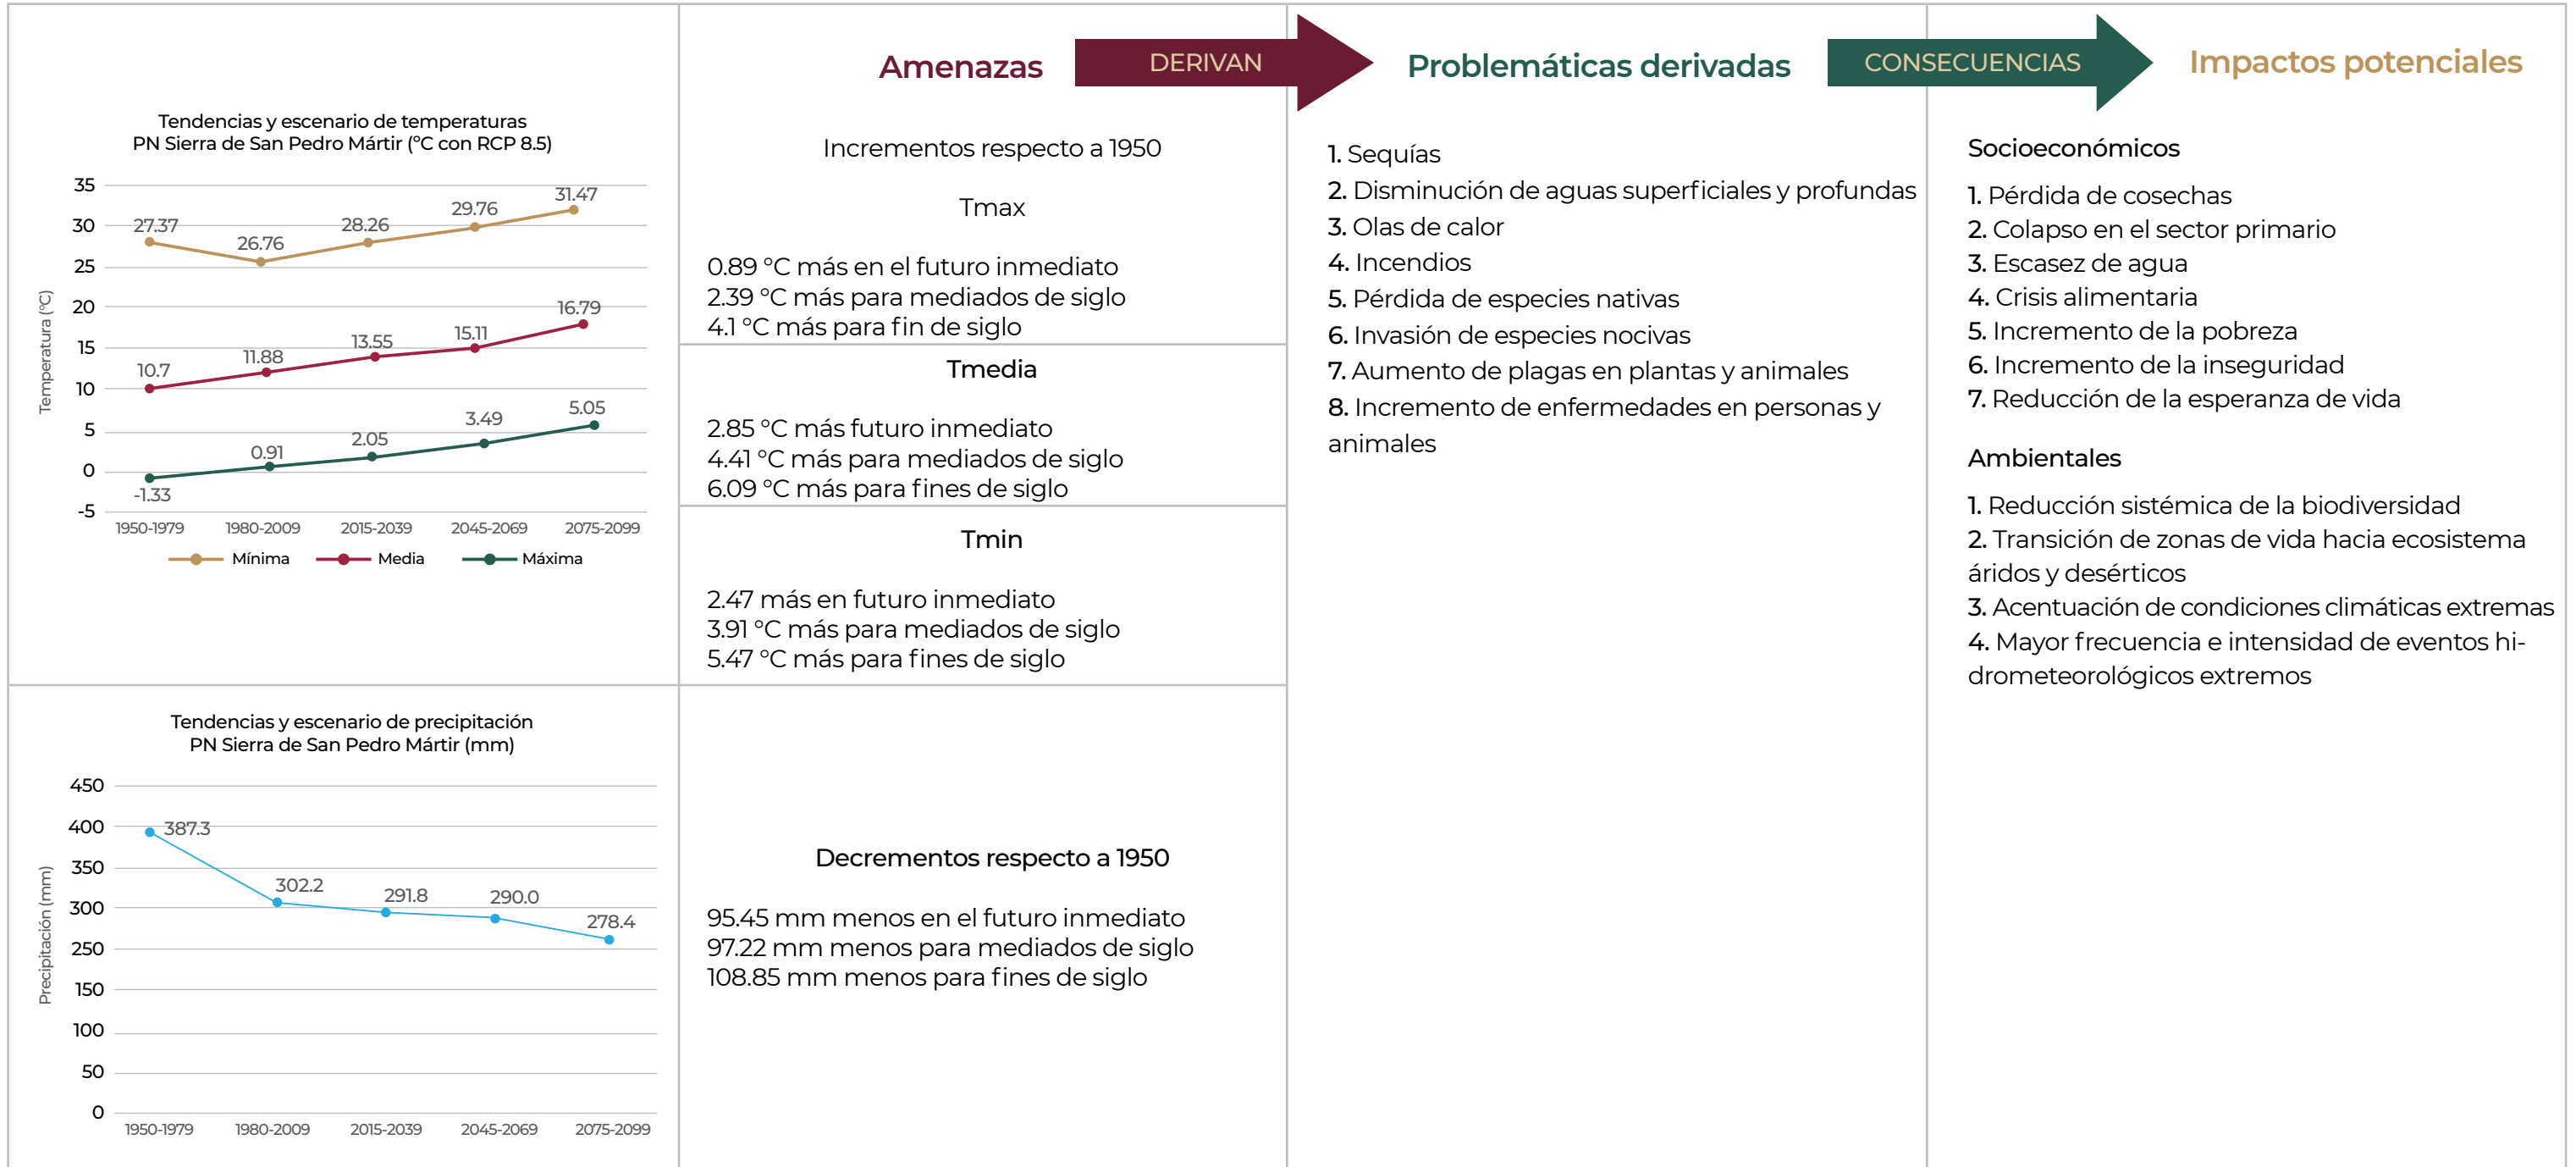 Amenazas
DERIVAN
Problemáticas derivadas
CONSECUENCIAS
Impactos potenciales
Tendencias y escenario de temperaturas
PN Sierra de San Pedro Mártir (°C con RCP 8.5)
Temperatura (°C)
35
30
25
20
15
10
5
0
-5
27.37
26.76
28.26
29.76
31.47
10.7
11.88
13.55
15.11
16.79
-1.33
0.91
2.05
3.49
5.05
1950-1979
1980-2009
2015-2039
2045-2069
2075-2099
Mínima
Media
Máxima
Incrementos respecto a 1950
Tmax
0.89 °C más en el futuro inmediato
2.39 °C más para mediados de siglo
4.1 °C más para fin de siglo
Tmedia
2.85 °C más futuro inmediato
4.41 °C más para mediados de siglo
6.09 °C más para fines de siglo
Tmin
2.47 más en futuro inmediato
3.91 °C más para mediados de siglo
5.47 °C más para fines de siglo
1. Sequías
2. Disminución de aguas superficiales y profundas
3. Olas de calor
4. Incendios
5. Pérdida de especies nativas
6. Invasión de especies nocivas
7. Aumento de plagas en plantas y animales
8. Incremento de enfermedades en personas y
animales
Socioeconómicos
1. Pérdida de cosechas
2. Colapso en el sector primario
3. Escasez de agua
4. Crisis alimentaria
5. Incremento de la pobreza
6. Incremento de la inseguridad
7. Reducción de la esperanza de vida
Ambientales
1. Reducción sistémica de la biodiversidad
2. Transición de zonas de vida hacia ecosistema
áridos y desérticos
3. Acentuación de condiciones climáticas extremas
4. Mayor frecuencia e intensidad de eventos hi-
drometeorológicos extremos
Tendencias y escenario de precipitación
PN Sierra de San Pedro Mártir (mm)
Precipitación (mm)
450
400
350
300
250
150
100
50
0
387.3
302.2
291.8
290.0
278.4
1950-1979
1980-2009
2015-2039
2045-2069
2075-2099
Decrementos respecto a 1950
95.45 mm menos en el futuro inmediato
97.22 mm menos para mediados de siglo
108.85 mm menos para fines de siglo